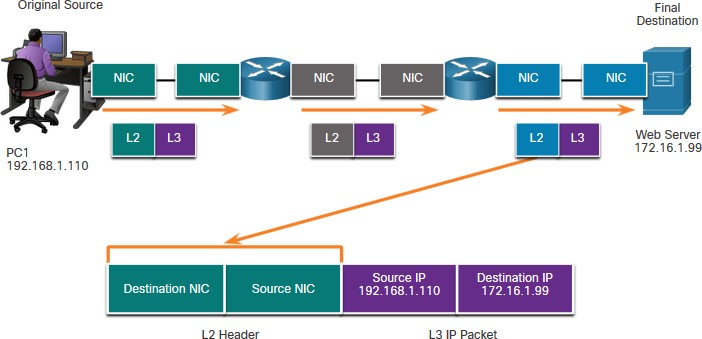 Original Source
Final
Destination
NIC
NIC
NIC
NIC
NIC
NIC
L2
L3
L2
L3
L2
L3
PC1
192.168.1.110
Web Server
172.16.1.99
Destination NIC
Source NIC
Source IP
192.168.1.110
Destination IP
172.16.1.99
L2 Header
L3 IP Packet